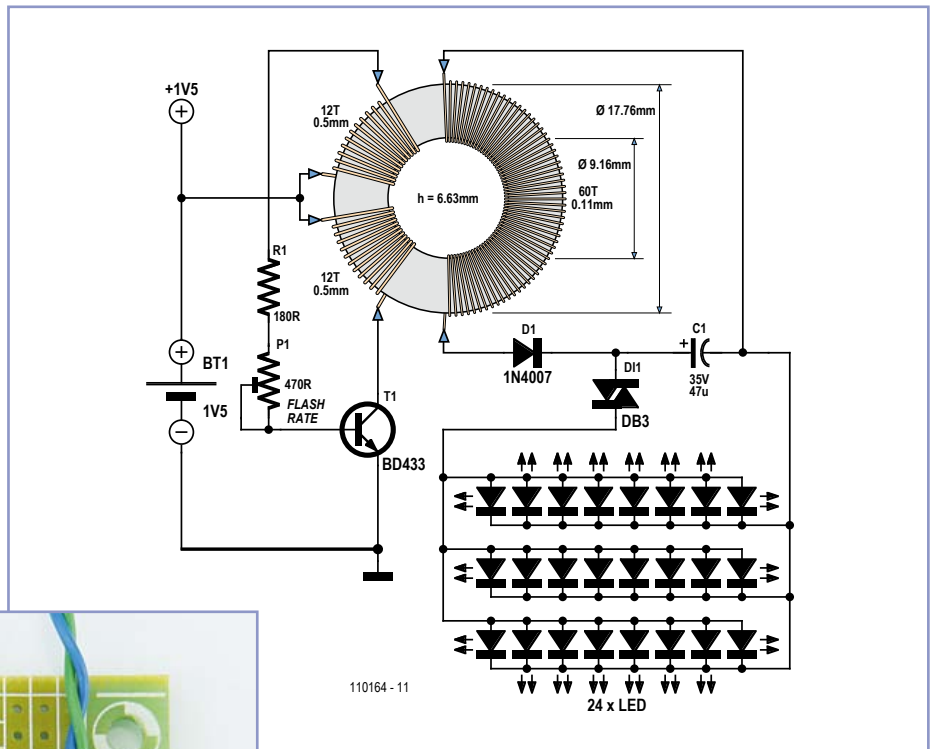 +1V5
12T
0.5mm
Ø 17.76mm
Ø 9.16mm
60T
0.11mm
h = 6.63mm
12T
0.5mm
R1
180R
P1
470R
FLASH
RATE
BT1
1V5
T1
BD433
D1
1N4007
DI1
DB3
C1
+
35V
47u
110164 - 11
24 x LED